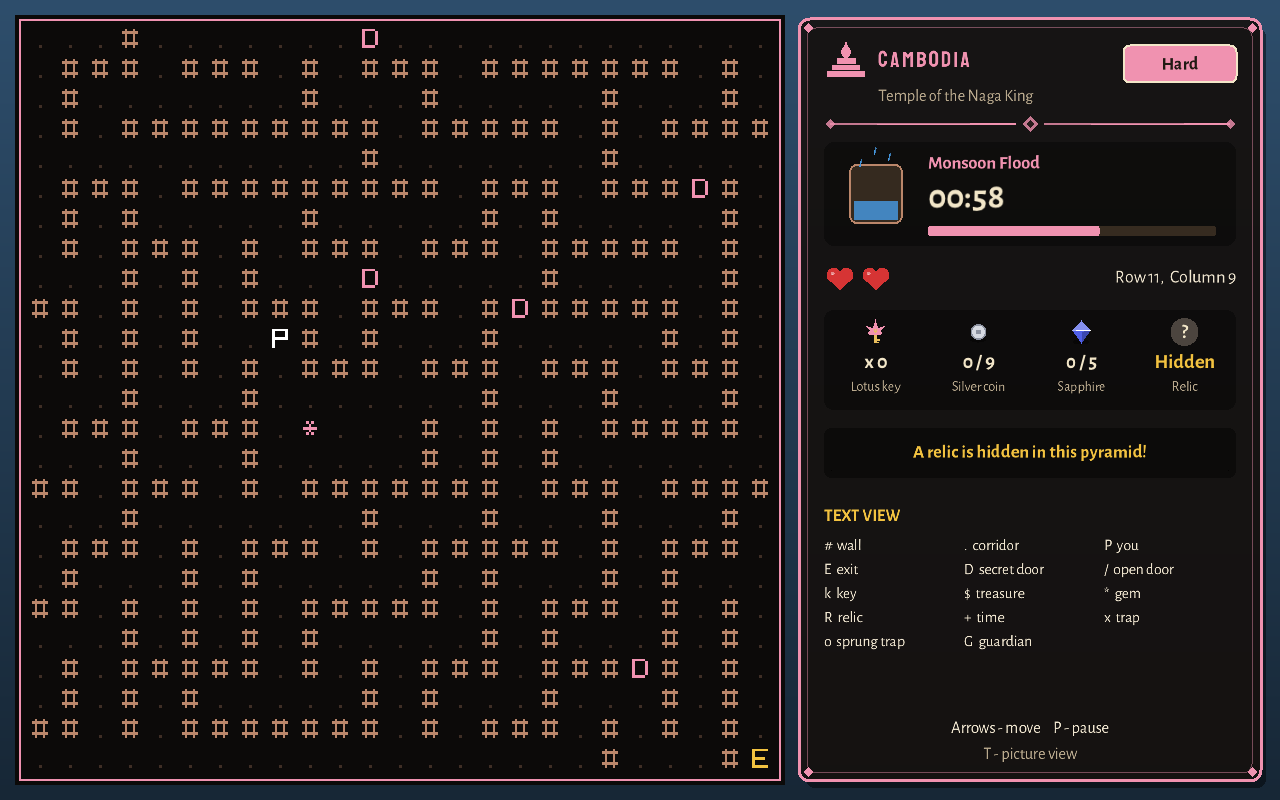 . . . # . . . . . . . D . . . . . . . . . . . . .
. # # # . # # # . # . # # # . # # # # # # # . # .
. # . . . . . . . # . . . # . . . . . # . . . # .
. # . # # # # # # # # # . # # # # # . # . # # # #
. . . . . . . . . . . # . . . . . . . # . . . . .
. # # # . # # # # # # # # # . # # # . # # # D # .
. # . # . . . . . # . . . . . # . # . . . . . # .
. # . # # # . # . # # # . # # # . # # # # # . # .
. . . # . # . # . . . D . . . . . # . . . . . # .
# # . # . # . # # # . # # # . # D # # # # # . # .
. # . # . # . . P # . . . . . # . . . . . # . # .
. # . # . # . # . # # # . # # # . # # # . # # # .
. . . # . . . # . . . . . . . # . . . # . . . # .
. # # # . # # # . * . . . # . # . # . # # # # # .
. . . # . . . # . . . . . # . . . # . . . . . . .
# # . # # # . # . # # # # # # # . # # # . # # # #
. . . # . . . . . . . # . . . # . . . # . . . # .
. # # # . # . # # # . # . # # # # # . # . # # # .
. # . . . # . # . . . . . # . # . . . # . # . . .
# # . # . # . # . # # # # # . # . # # # . # . # .
. . . # . # . # . # . . . . . # . # . . . # . # .
. # . # # # # # . # . # . # # # . # # # D # . # .
. # . . . # . . . . . # . # . . . # . . . # . # .
# # . # . # # # # # # # . # . # # # . # . # . # .
. . . . . . . . . . . . . . . . . . . # . . . # E
CAMBODIA
Hard
Temple of the Naga King
Monsoon Flood
00:58
Row 11, Column 9
x 0
0 / 9
0 / 5
?
Hidden
Lotus key
Silver coin
Sapphire
Relic
A relic is hidden in this pyramid!
TEXT VIEW
# wall
. corridor
P you
E exit
D secret door
/ open door
k key
$ treasure
* gem
R relic
+ time
x trap
o sprung trap
G guardian
Arrows - move P - pause
T - picture view